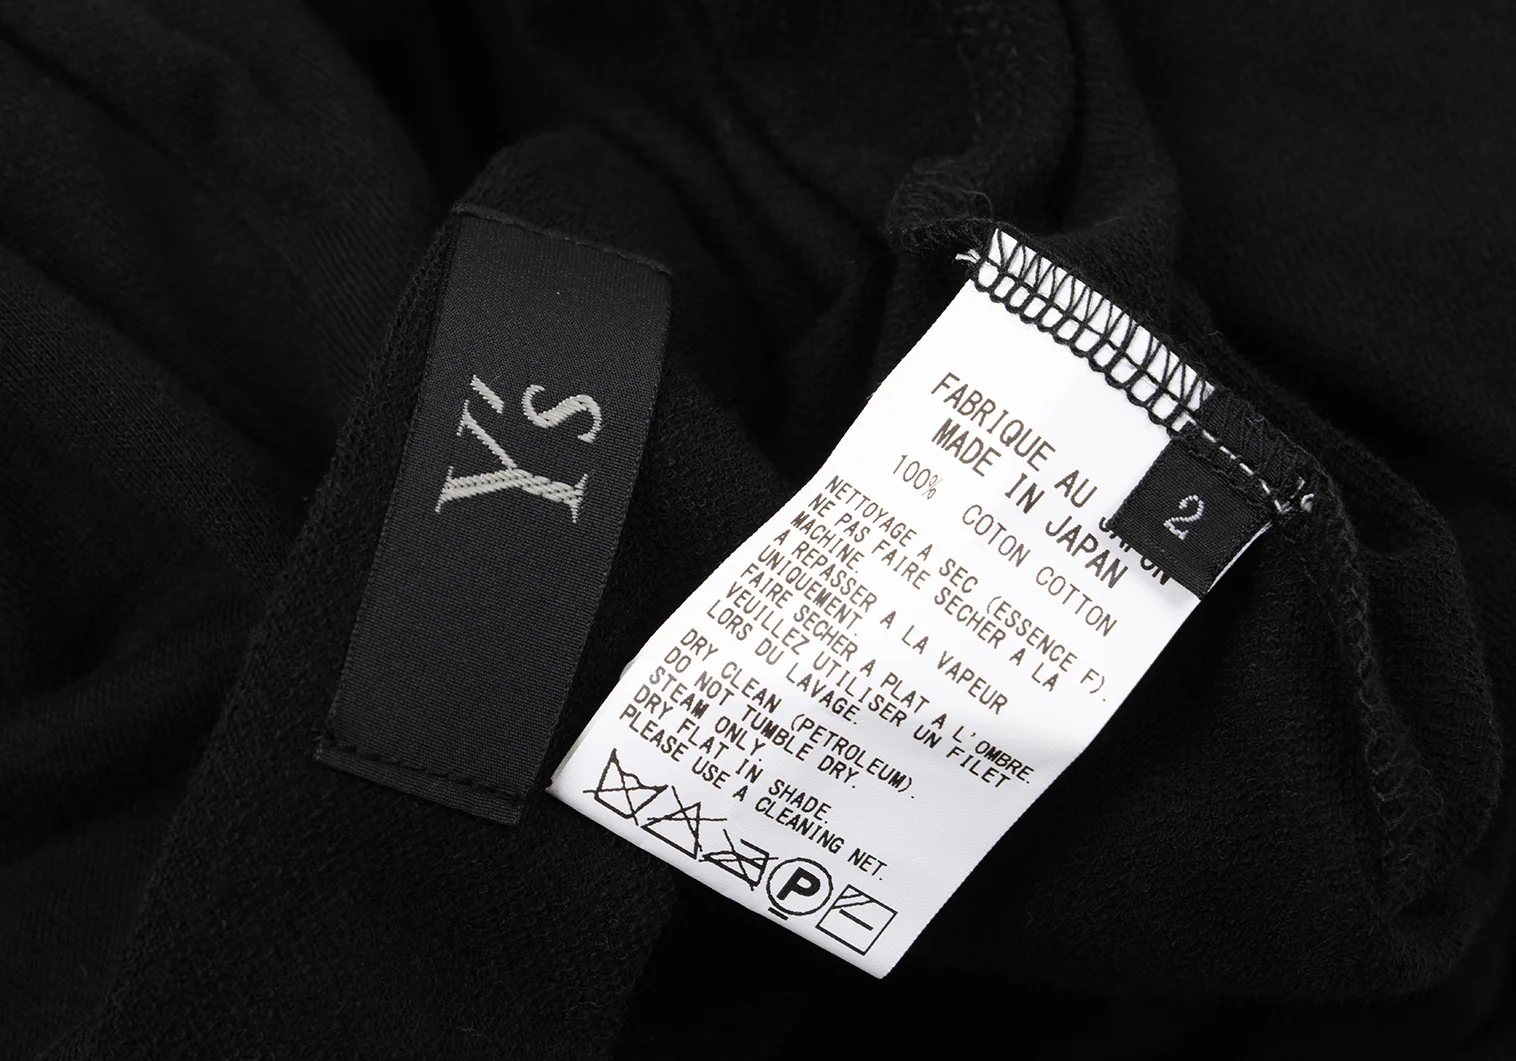 Y's
2
FABRIQUE AU JAPON
MADE IN JAPAN
100% COTON COTTON
NETTOYAGE A SEC (ESSENCE F).
NE PAS FAIRE SECHER A LA
MACHINE.
A REPASSER A LA VAPEUR
UNIQUEMENT.
FAIRE SECHER A PLAT A L'OMBRE.
VEUILLEZ UTILISER UN FILET
LORS DU LAVAGE.
DRY CLEAN (PETROLEUM).
DO NOT TUMBLE DRY.
STEAM ONLY.
DRY FLAT IN SHADE.
PLEASE USE A CLEANING NET.
P